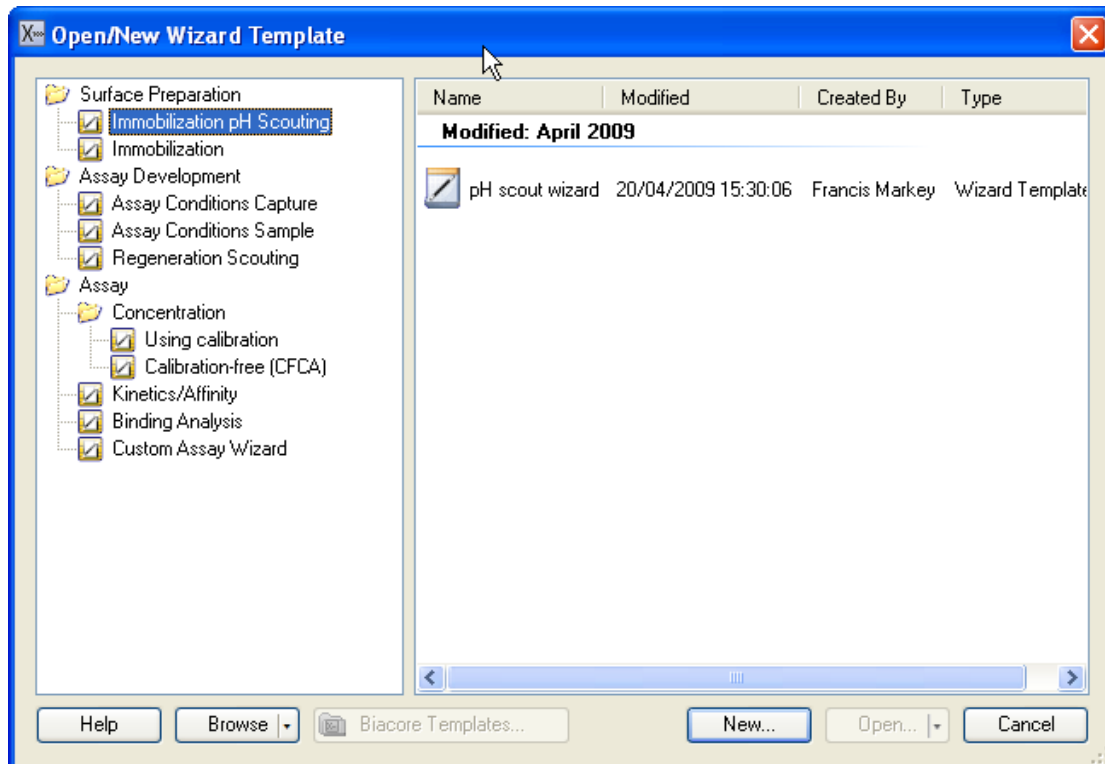 Open/New Wizard Template
Surface Preparation
Immobilization pH Scouting
Immobilization
Assay Development
Assay Conditions Capture
Assay Conditions Sample
Regeneration Scouting
Assay
Concentration
Using calibration
Calibration-free (CFCA)
Kinetics/Affinity
Binding Analysis
Custom Assay Wizard
Name Modified Created By Type
Modified: April 2009
pH scout wizard 20/04/2009 15:30:06 Francis Markey Wizard Template
Help Browse Biacore Templates... New... Open... Cancel